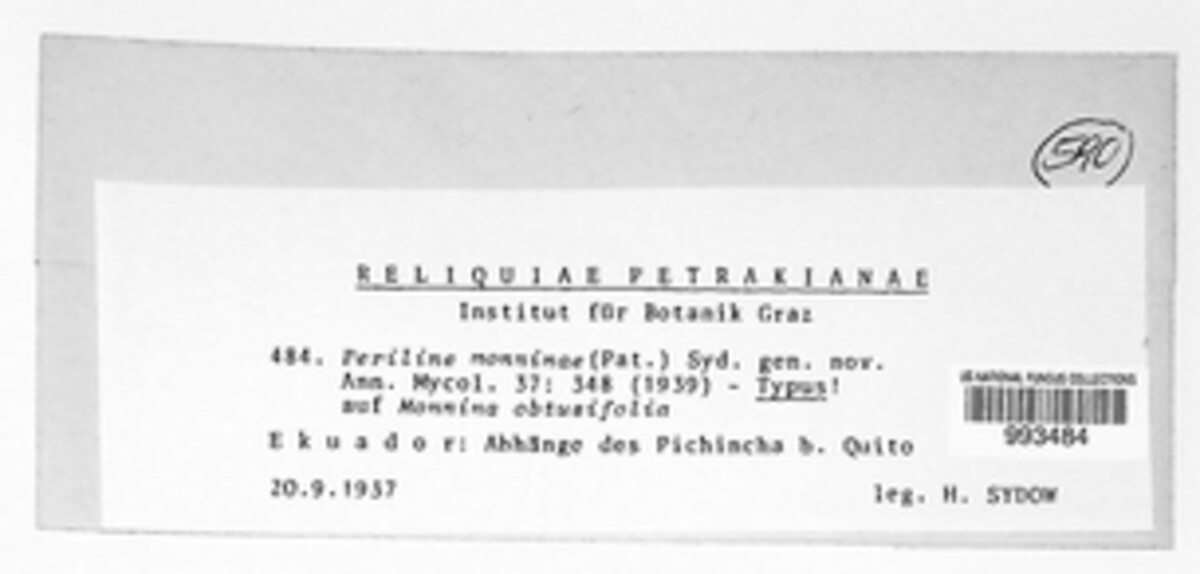 (590)
RELIQUIAE PETRAKIANAE
Institut für Botanik Graz
484. Periline monninae (Pat.) Syd. gen. nov.
Ann. Mycol. 37: 348 (1939) - Typus!
auf Monnina obtusifolia
Ekuador: Abhänge des Pichincha b. Quito
20.9.1937
leg. H. SYDOW
US NATIONAL FUNGUS COLLECTIONS
993484